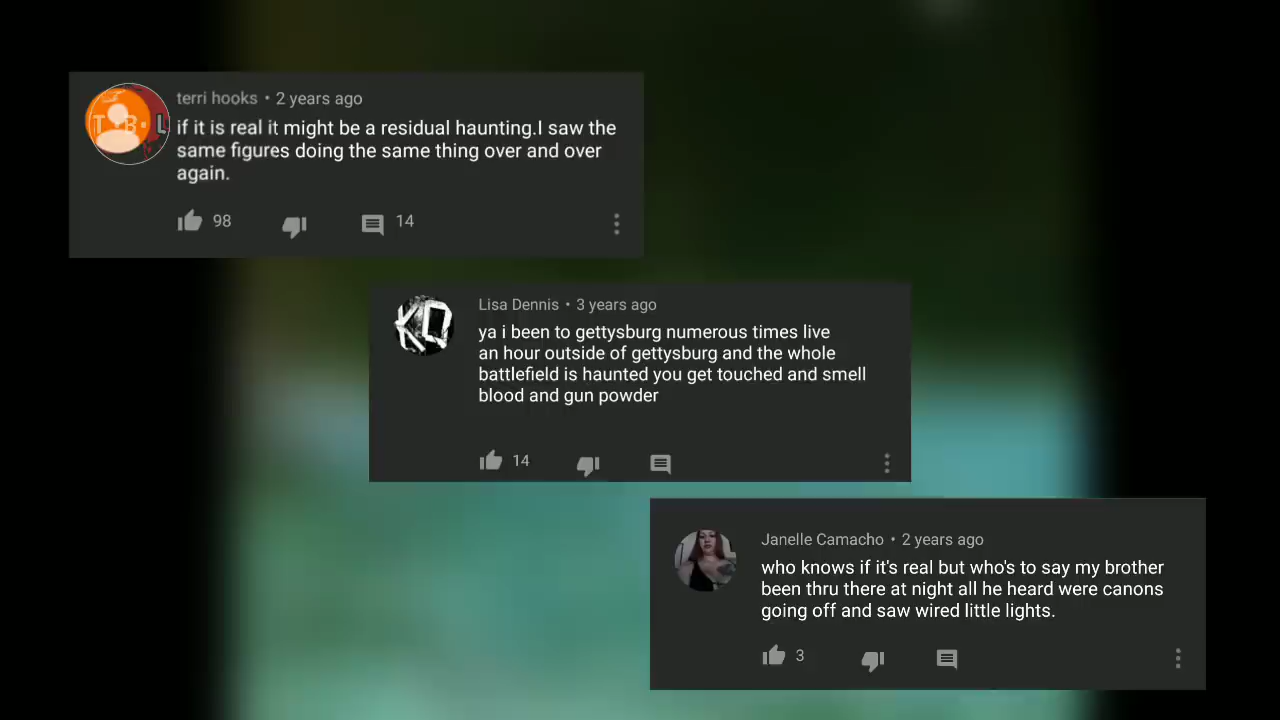 terri hooks • 2 years ago
if it is real it might be a residual haunting.I saw the
same figures doing the same thing over and over
again.
98
14
Lisa Dennis • 3 years ago
ya i been to gettysburg numerous times live
an hour outside of gettysburg and the whole
battlefield is haunted you get touched and smell
blood and gun powder
14
Janelle Camacho • 2 years ago
who knows if it's real but who's to say my brother
been thru there at night all he heard were canons
going off and saw wired little lights.
3